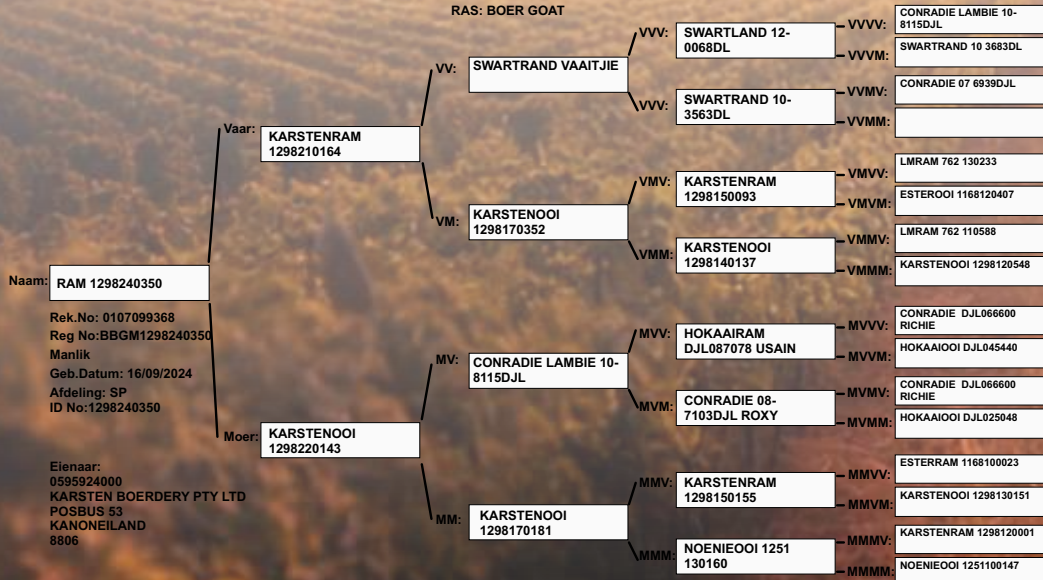 RAS: BOER GOAT
Naam:
RAM 1298240350
Rek.No: 0107099368
Reg No:BBGM1298240350
Manlik
Geb.Datum: 16/09/2024
Afdeling: SP
ID No:1298240350
Eienaar:
0595924000
KARSTEN BOERDERY PTY LTD
POSBUS 53
KANONEILAND
8806
Vaar:
KARSTENRAM
1298210164
Moer:
KARSTENOOI
1298220143
VV:
SWARTRAND VAAITJIE
VM:
KARSTENOOI
1298170352
MV:
CONRADIE LAMBIE 10-
8115DJL
MM:
KARSTENOOI
1298170181
VVV:
SWARTLAND 12-
0068DL
VVV:
SWARTRAND 10-
3563DL
VMV:
KARSTENRAM
1298150093
VMM:
KARSTENOOI
1298140137
MVV:
HOKAAIRAM
DJL087078 USAIN
MVM:
CONRADIE 08-
7103DJL ROXY
MMV:
KARSTENRAM
1298150155
MMM:
NOENIEOOI 1251
130160
VVVV:
CONRADIE LAMBIE 10-
8115DJL
VVVM:
SWARTRAND 10 3683DL
VVMV:
CONRADIE 07 6939DJL
VVMM:
VMVV:
LMRAM 762 130233
VMVM:
ESTEROOI 1168120407
VMMV:
LMRAM 762 110588
VMMM:
KARSTENOOI 1298120548
MVVV:
CONRADIE DJL066600
RICHIE
MVVM:
HOKAAIOOI DJL045440
MVMV:
CONRADIE DJL066600
RICHIE
MVMM:
HOKAAIOOI DJL025048
MMVV:
ESTERRAM 1168100023
MMVM:
KARSTENOOI 1298130151
MMMV:
KARSTENRAM 1298120001
MMMM:
NOENIEOOI 1251100147